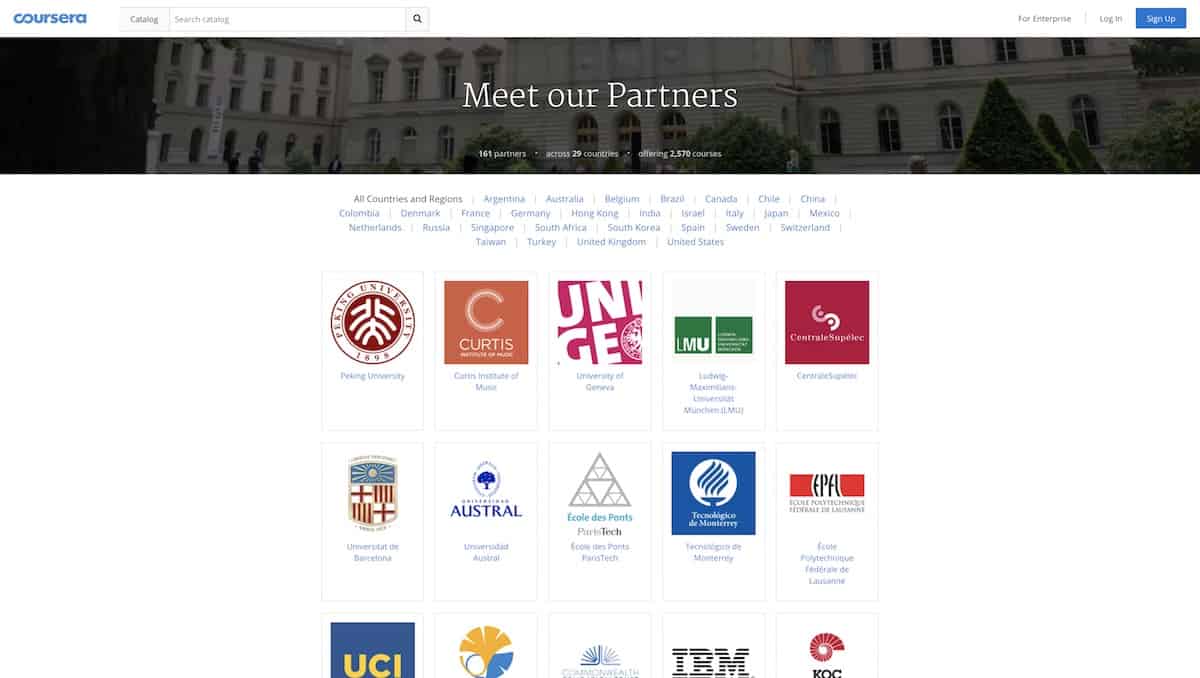 coursera
Catalog
Search catalog
For Enterprise
Log In
Sign Up
Meet our Partners
161 partners • across 29 countries • offering 2,570 courses
All Countries and Regions | Argentina | Australia | Belgium | Brazil | Canada | Chile | China |
Colombia | Denmark | France | Germany | Hong Kong | India | Israel | Italy | Japan | Mexico |
Netherlands | Russia | Singapore | South Africa | South Korea | Spain | Sweden | Switzerland |
Taiwan | Turkey | United Kingdom | United States
PEKING UNIVERSITY
1898
Peking University
CURTIS
INSTITUTE OF MUSIC
Curtis Institute of
Music
UNI
GE
University of
Geneva
LMU
LUDWIG-
MAXIMILIANS-
UNIVERSITÄT
MÜNCHEN
Ludwig-
Maximilians-
Universität
München (LMU)
CentraleSupélec
CentraleSupélec
Universitat de
Barcelona
UNIVERSIDAD
AUSTRAL
Universidad
Austral
École des Ponts
ParisTech
École des Ponts
ParisTech
Tecnológico
de Monterrey
Tecnológico de
Monterrey
EPFL
ÉCOLE POLYTECHNIQUE
FÉDÉRALE DE LAUSANNE
École
Polytechnique
Fédérale de
Lausanne
UCI
COMMONWEALTH
IBM
KOÇ